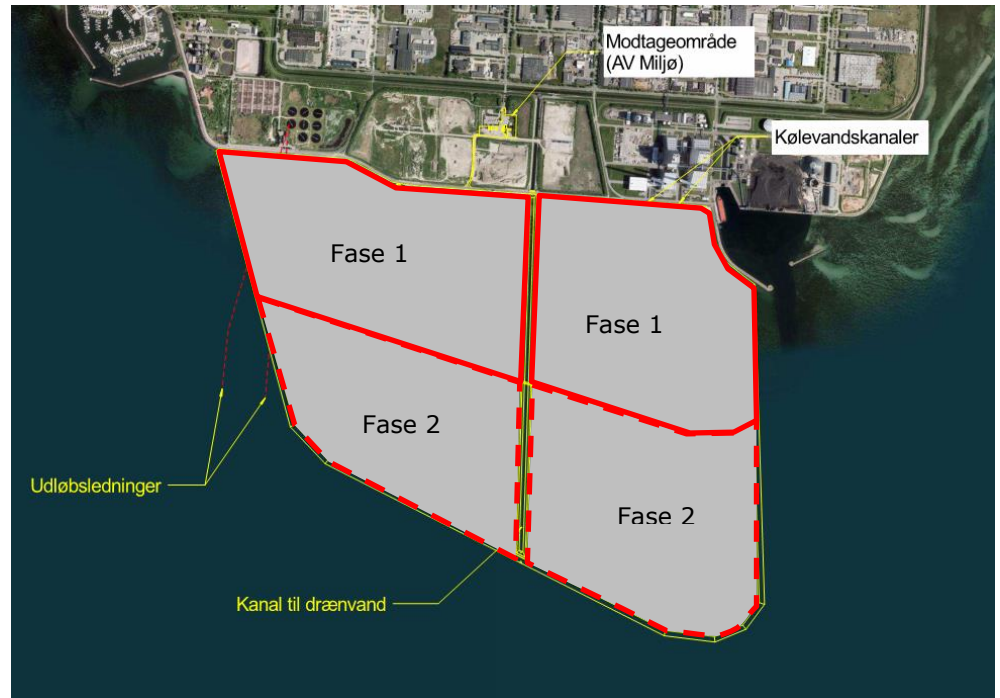 Modtageområde
(AV Miljø)
Kølevandskanaler
Fase 1
Fase 1
Fase 2
Fase 2
Udløbsledninger
Kanal til drænvand